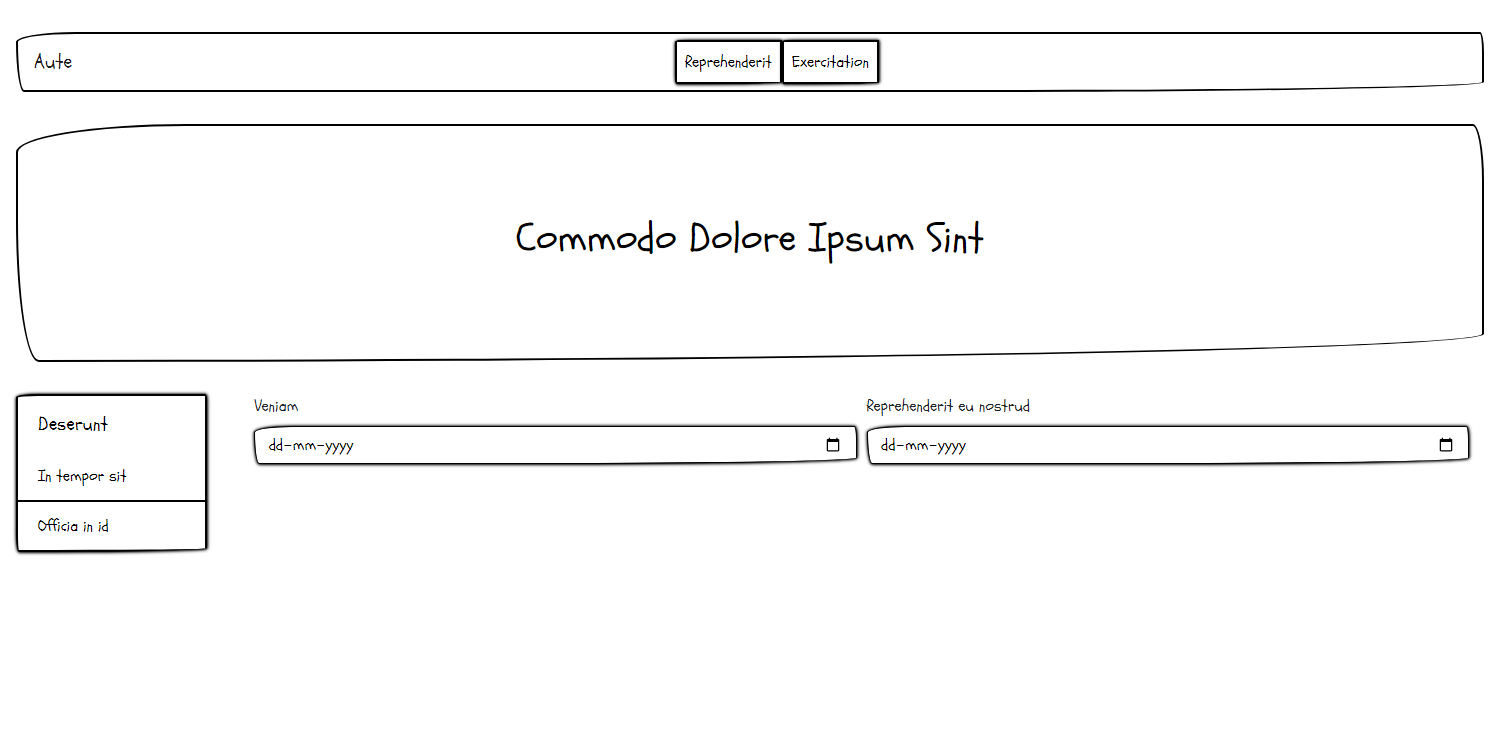 Aute
Reprehenderit
Exercitation
Commodo Dolore Ipsum Sint
Deserunt
In tempor sit
Officia in id
Veniam
dd-mm-yyyy
Reprehenderit eu nostrud
dd-mm-yyyy